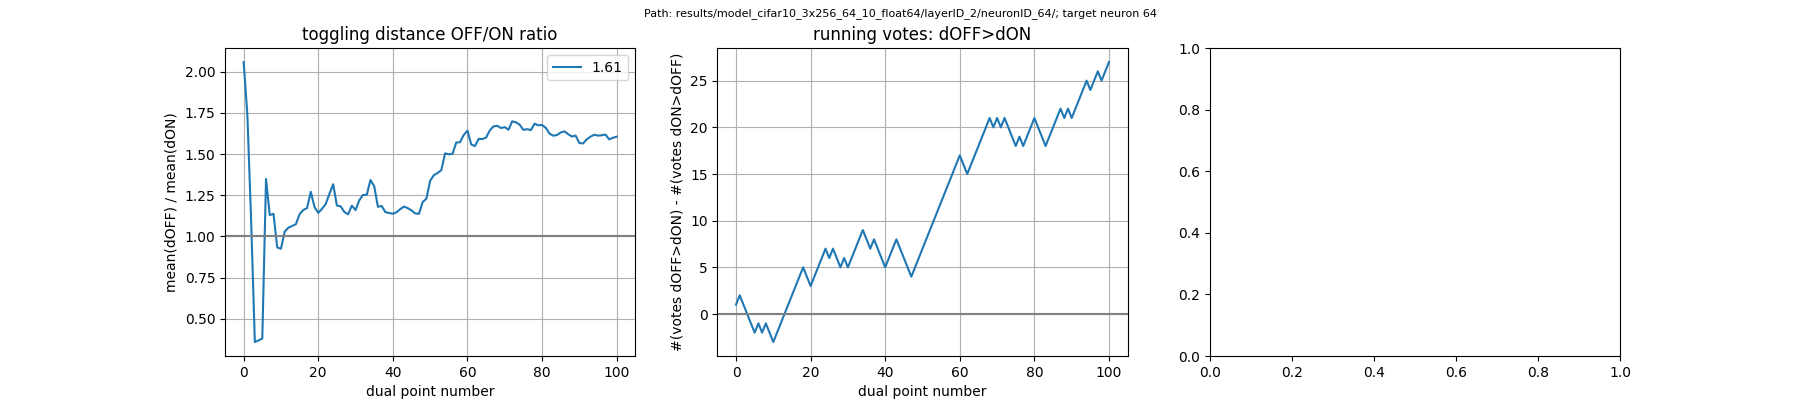 Path: results/model_cifar10_3x256_64_10_float64/layerID_2/neuronID_64/; target neuron 64
toggling distance OFF/ON ratio
mean(dOFF) / mean(dON)
2.00
1.75
1.50
1.25
1.00
0.75
0.50
1.61
0 20 40 60 80 100
dual point number
running votes: dOFF>dON
#(votes dOFF>dON) - #(votes dON>dOFF)
25
20
15
10
5
0
0 20 40 60 80 100
dual point number
1.0
0.8
0.6
0.4
0.2
0.0
0.0 0.2 0.4 0.6 0.8 1.0